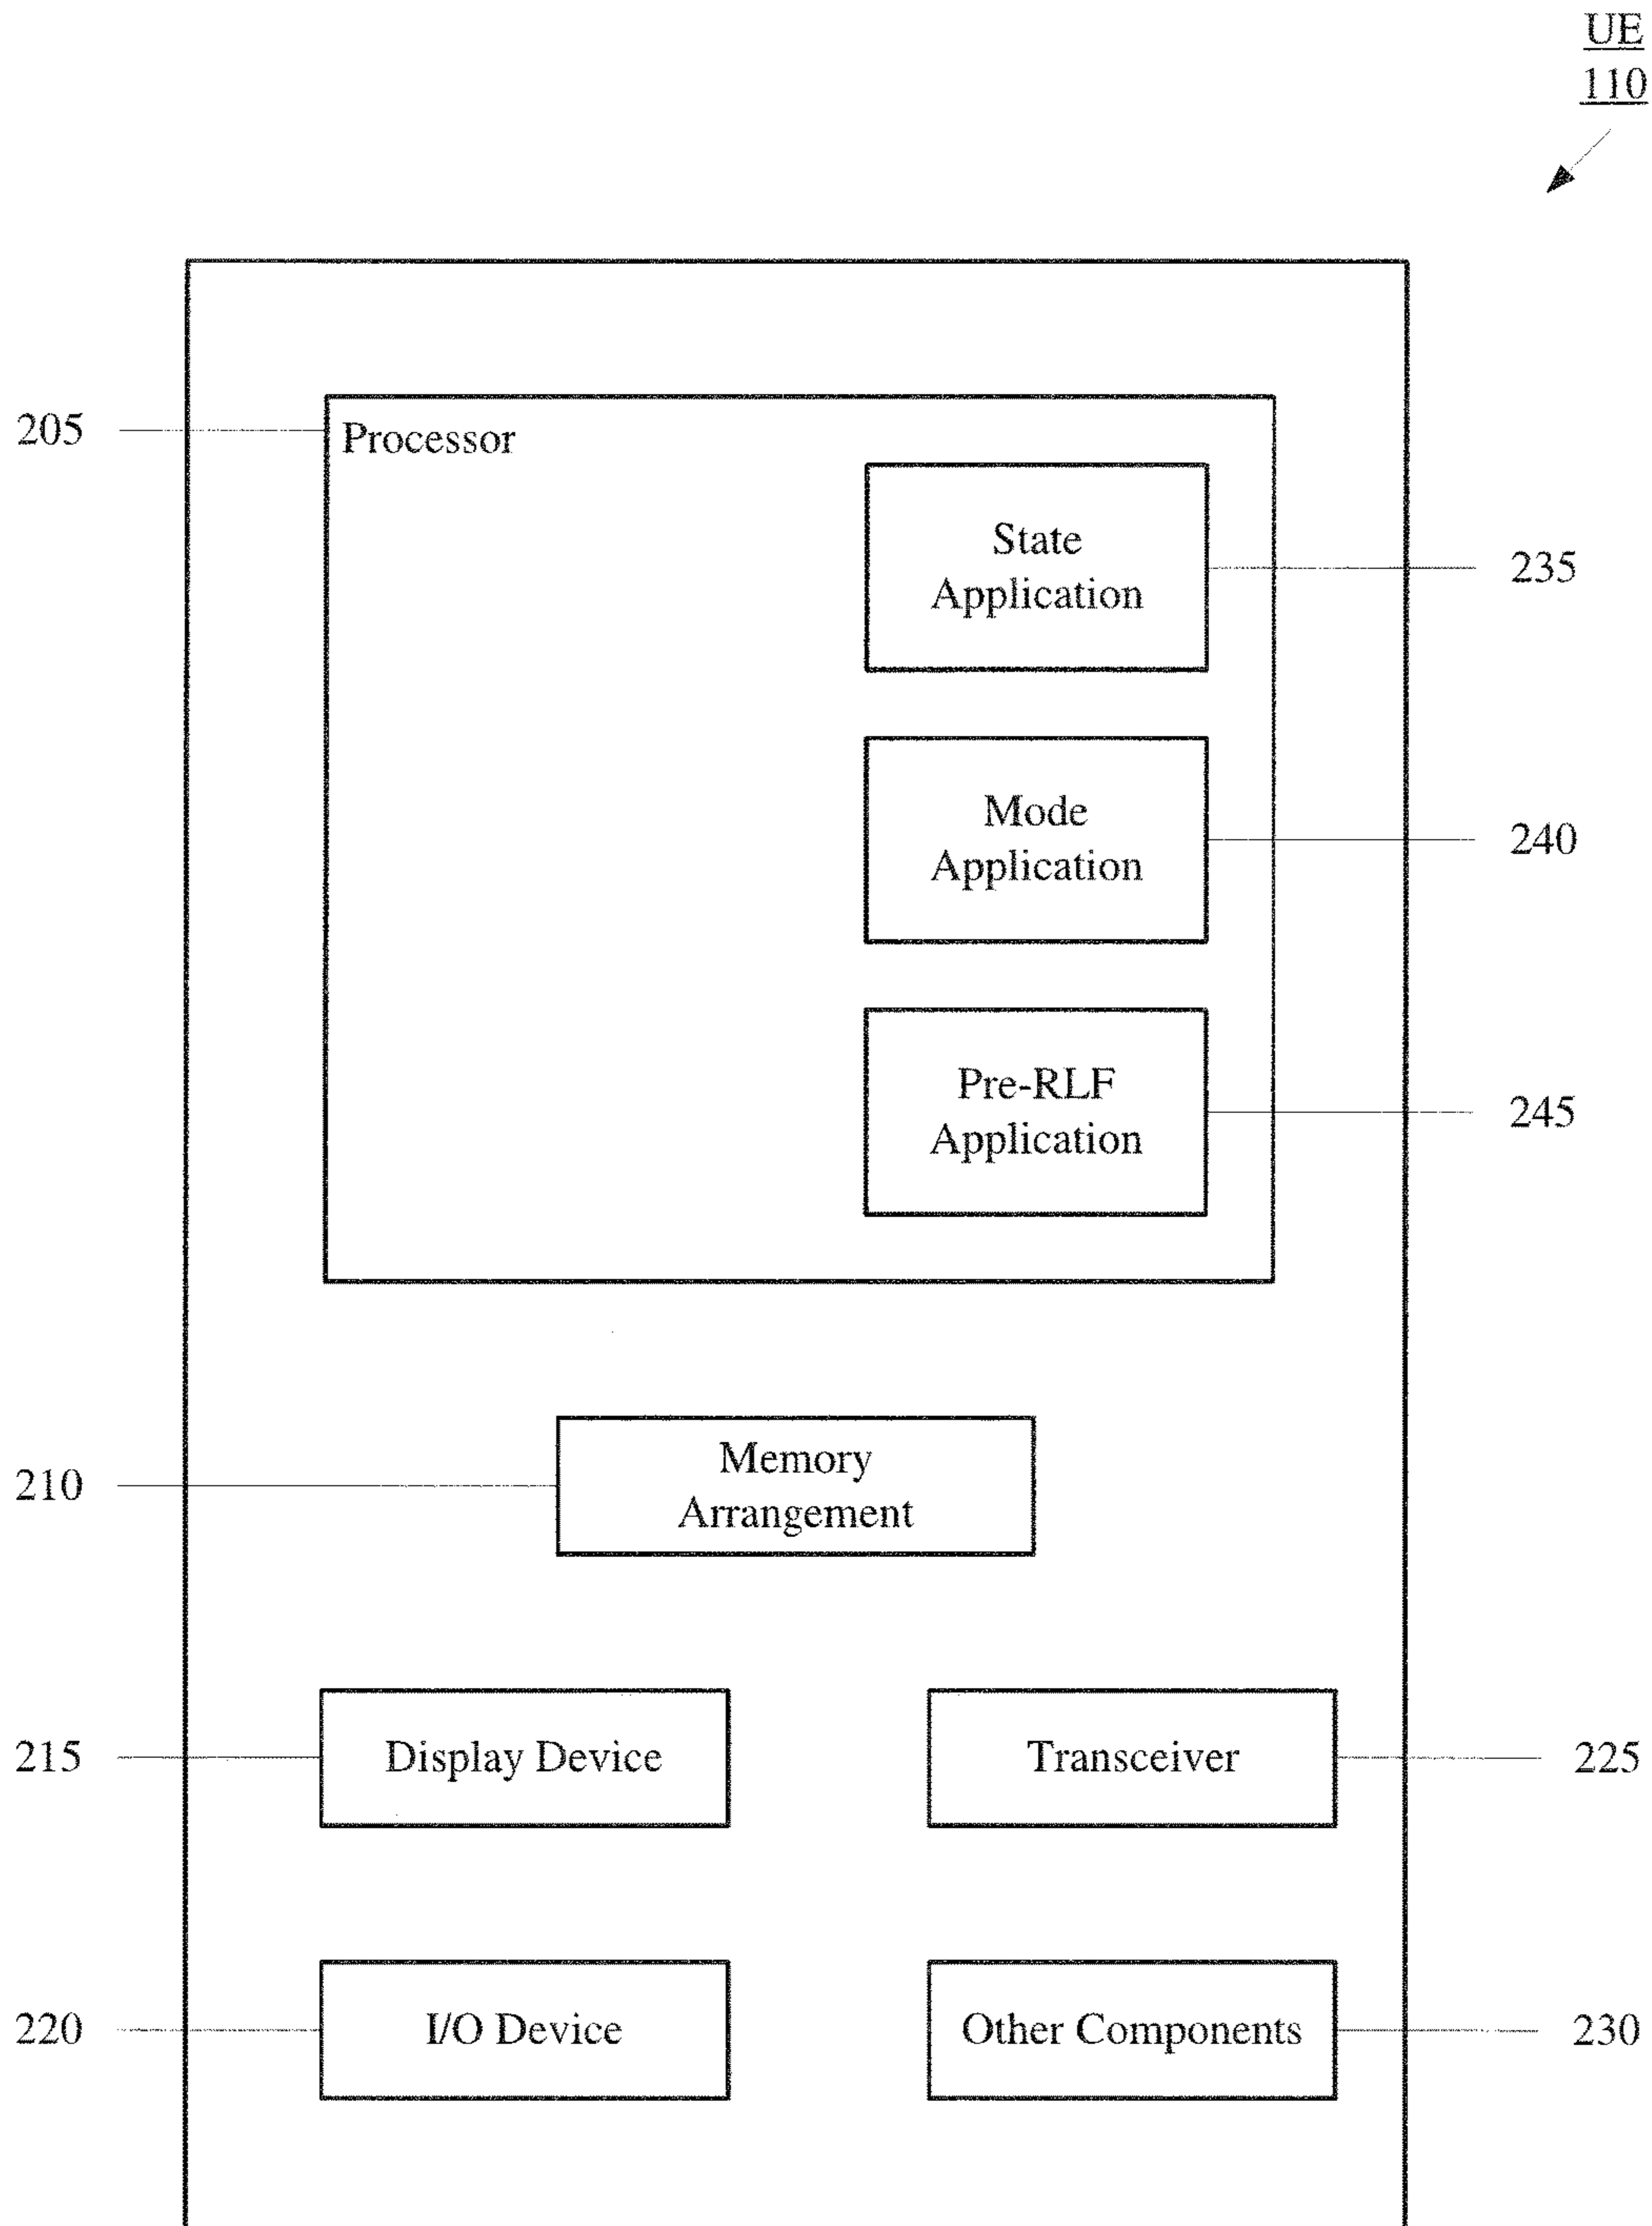 UE
110
205
Processor
State
Application
235
Mode
Application
240
Pre-RLF
Application
245
210
Memory
Arrangement
215
Display Device
Transceiver
225
220
I/O Device
Other Components
230